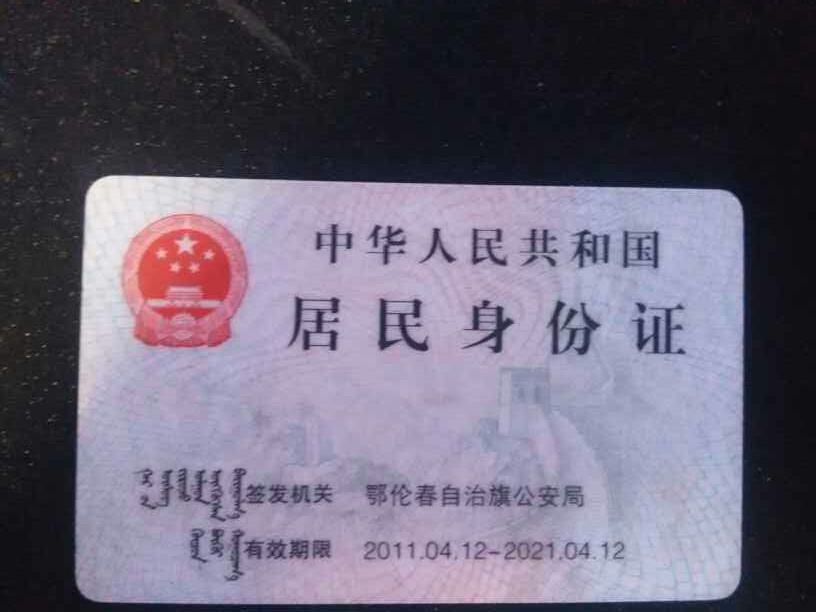 中华人民共和国
居民身份证
签发机关 鄂伦春自治旗公安局
有效期限 2011.04.12-2021.04.12